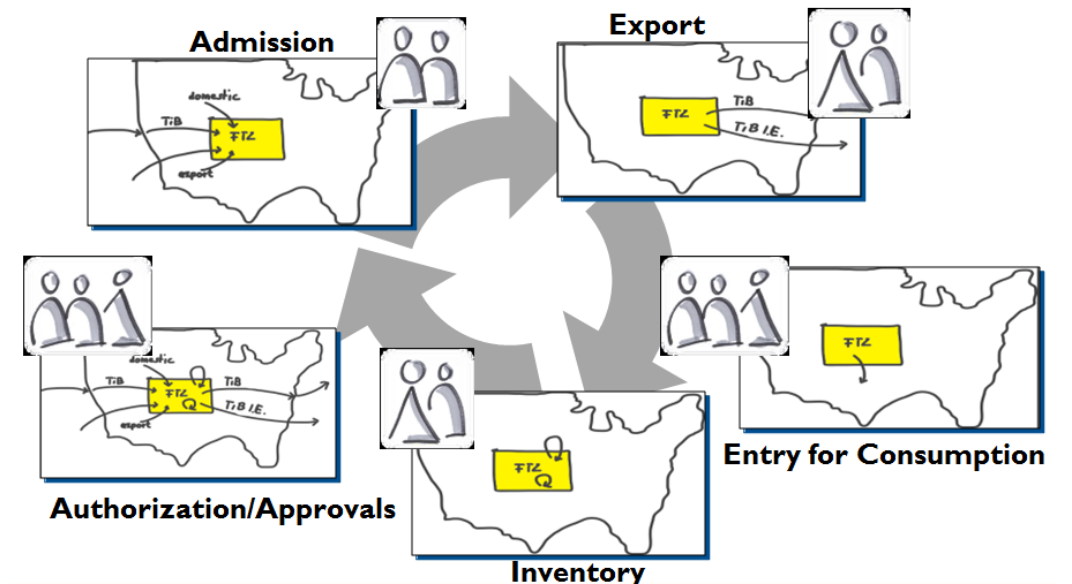 Admission
domestic
TiB
FTZ
export
Export
FTZ
TiB
TiB I.E.
FTZ
Entry for Consumption
FTZ
Inventory
domestic
TiB
FTZ
TiB
TiB I.E.
export
Authorization/Approvals